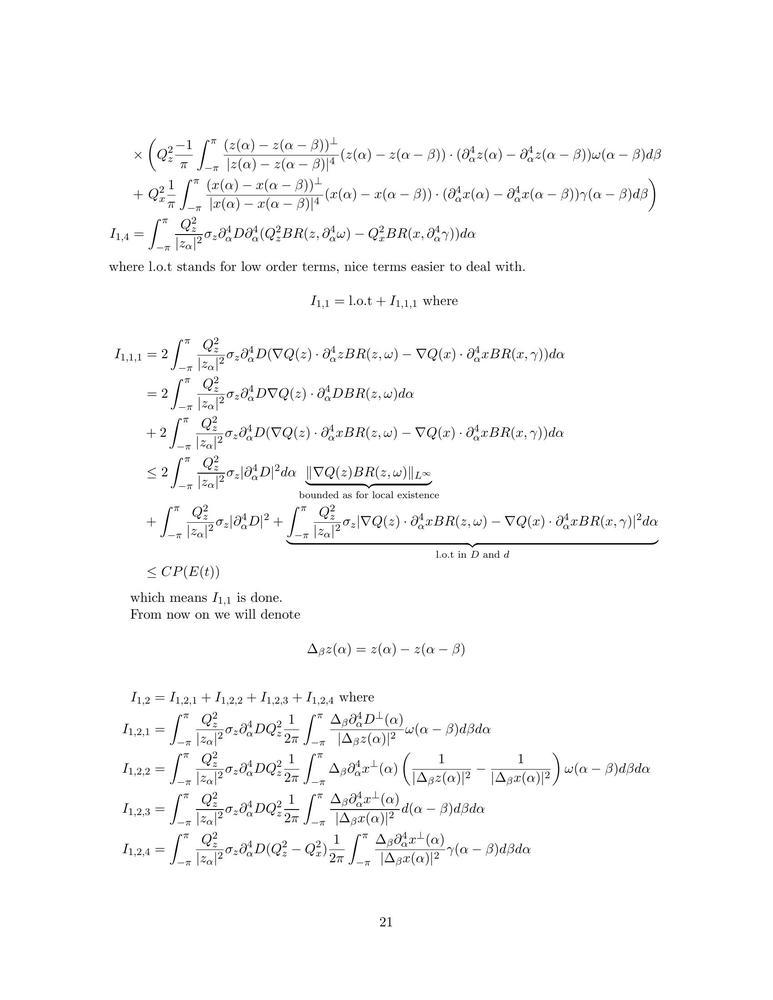 $\times \left( Q_z^2 \frac{-1}{\pi} \int_{-\pi}^{\pi} \frac{(z(\alpha) - z(\alpha - \beta))^\perp}{|z(\alpha) - z(\alpha - \beta)|^4} (z(\alpha) - z(\alpha - \beta)) \cdot (\partial_\alpha^4 z(\alpha) - \partial_\alpha^4 z(\alpha - \beta)) \omega(\alpha - \beta) d\beta \right.$
$\left. + Q_x^2 \frac{1}{\pi} \int_{-\pi}^{\pi} \frac{(x(\alpha) - x(\alpha - \beta))^\perp}{|x(\alpha) - x(\alpha - \beta)|^4} (x(\alpha) - x(\alpha - \beta)) \cdot (\partial_\alpha^4 x(\alpha) - \partial_\alpha^4 x(\alpha - \beta)) \gamma(\alpha - \beta) d\beta \right)$
$I_{1,4} = \int_{-\pi}^{\pi} \frac{Q_z^2}{|z_\alpha|^2} \sigma_z \partial_\alpha^4 D \partial_\alpha^4 (Q_z^2 BR(z, \partial_\alpha^4 \omega) - Q_x^2 BR(x, \partial_\alpha^4 \gamma)) d\alpha$
where l.o.t stands for low order terms, nice terms easier to deal with.
$I_{1,1} = \text{l.o.t} + I_{1,1,1}$ where
$I_{1,1,1} = 2 \int_{-\pi}^{\pi} \frac{Q_z^2}{|z_\alpha|^2} \sigma_z \partial_\alpha^4 D (\nabla Q(z) \cdot \partial_\alpha^4 z BR(z, \omega) - \nabla Q(x) \cdot \partial_\alpha^4 x BR(x, \gamma)) d\alpha$
$= 2 \int_{-\pi}^{\pi} \frac{Q_z^2}{|z_\alpha|^2} \sigma_z \partial_\alpha^4 D \nabla Q(z) \cdot \partial_\alpha^4 D BR(z, \omega) d\alpha$
$+ 2 \int_{-\pi}^{\pi} \frac{Q_z^2}{|z_\alpha|^2} \sigma_z \partial_\alpha^4 D (\nabla Q(z) \cdot \partial_\alpha^4 x BR(z, \omega) - \nabla Q(x) \cdot \partial_\alpha^4 x BR(x, \gamma)) d\alpha$
$\leq 2 \int_{-\pi}^{\pi} \frac{Q_z^2}{|z_\alpha|^2} \sigma_z |\partial_\alpha^4 D|^2 d\alpha \underbrace{\|\nabla Q(z) BR(z, \omega)\|_{L^\infty}}_{\text{bounded as for local existence}}$
$+ \int_{-\pi}^{\pi} \frac{Q_z^2}{|z_\alpha|^2} \sigma_z |\partial_\alpha^4 D|^2 + \underbrace{\int_{-\pi}^{\pi} \frac{Q_z^2}{|z_\alpha|^2} \sigma_z |\nabla Q(z) \cdot \partial_\alpha^4 x BR(z, \omega) - \nabla Q(x) \cdot \partial_\alpha^4 x BR(x, \gamma)|^2 d\alpha}_{\text{l.o.t in } D \text{ and } d}$
$\leq CP(E(t))$
which means $I_{1,1}$ is done.
From now on we will denote
$\Delta_\beta z(\alpha) = z(\alpha) - z(\alpha - \beta)$
$I_{1,2} = I_{1,2,1} + I_{1,2,2} + I_{1,2,3} + I_{1,2,4}$ where
$I_{1,2,1} = \int_{-\pi}^{\pi} \frac{Q_z^2}{|z_\alpha|^2} \sigma_z \partial_\alpha^4 D Q_z^2 \frac{1}{2\pi} \int_{-\pi}^{\pi} \frac{\Delta_\beta \partial_\alpha^4 D^\perp(\alpha)}{|\Delta_\beta z(\alpha)|^2} \omega(\alpha - \beta) d\beta d\alpha$
$I_{1,2,2} = \int_{-\pi}^{\pi} \frac{Q_z^2}{|z_\alpha|^2} \sigma_z \partial_\alpha^4 D Q_z^2 \frac{1}{2\pi} \int_{-\pi}^{\pi} \Delta_\beta \partial_\alpha^4 x^\perp(\alpha) \left( \frac{1}{|\Delta_\beta z(\alpha)|^2} - \frac{1}{|\Delta_\beta x(\alpha)|^2} \right) \omega(\alpha - \beta) d\beta d\alpha$
$I_{1,2,3} = \int_{-\pi}^{\pi} \frac{Q_z^2}{|z_\alpha|^2} \sigma_z \partial_\alpha^4 D Q_z^2 \frac{1}{2\pi} \int_{-\pi}^{\pi} \frac{\Delta_\beta \partial_\alpha^4 x^\perp(\alpha)}{|\Delta_\beta x(\alpha)|^2} d(\alpha - \beta) d\beta d\alpha$
$I_{1,2,4} = \int_{-\pi}^{\pi} \frac{Q_z^2}{|z_\alpha|^2} \sigma_z \partial_\alpha^4 D (Q_z^2 - Q_x^2) \frac{1}{2\pi} \int_{-\pi}^{\pi} \frac{\Delta_\beta \partial_\alpha^4 x^\perp(\alpha)}{|\Delta_\beta x(\alpha)|^2} \gamma(\alpha - \beta) d\beta d\alpha$
21